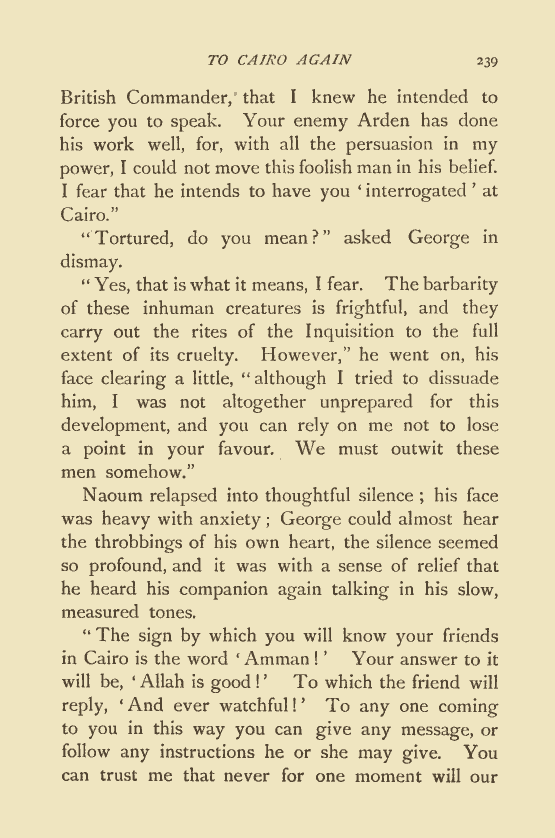 TO CAIRO AGAIN 239
British Commander, that I knew he intended to
force you to speak. Your enemy Arden has done
his work well, for, with all the persuasion in my
power, I could not move this foolish man in his belief.
I fear that he intends to have you ‘interrogated’ at
Cairo.”
“Tortured, do you mean?” asked George in
dismay.
“Yes, that is what it means, I fear. The barbarity
of these inhuman creatures is frightful, and they
carry out the rites of the Inquisition to the full
extent of its cruelty. However,” he went on, his
face clearing a little, “although I tried to dissuade
him, I was not altogether unprepared for this
development, and you can rely on me not to lose
a point in your favour. We must outwit these
men somehow.”
Naoum relapsed into thoughtful silence; his face
was heavy with anxiety; George could almost hear
the throbbings of his own heart, the silence seemed
so profound, and it was with a sense of relief that
he heard his companion again talking in his slow,
measured tones.
“The sign by which you will know your friends
in Cairo is the word ‘Amman!’ Your answer to it
will be, ‘Allah is good!’ To which the friend will
reply, ‘And ever watchful!’ To any one coming
to you in this way you can give any message, or
follow any instructions he or she may give. You
can trust me that never for one moment will our